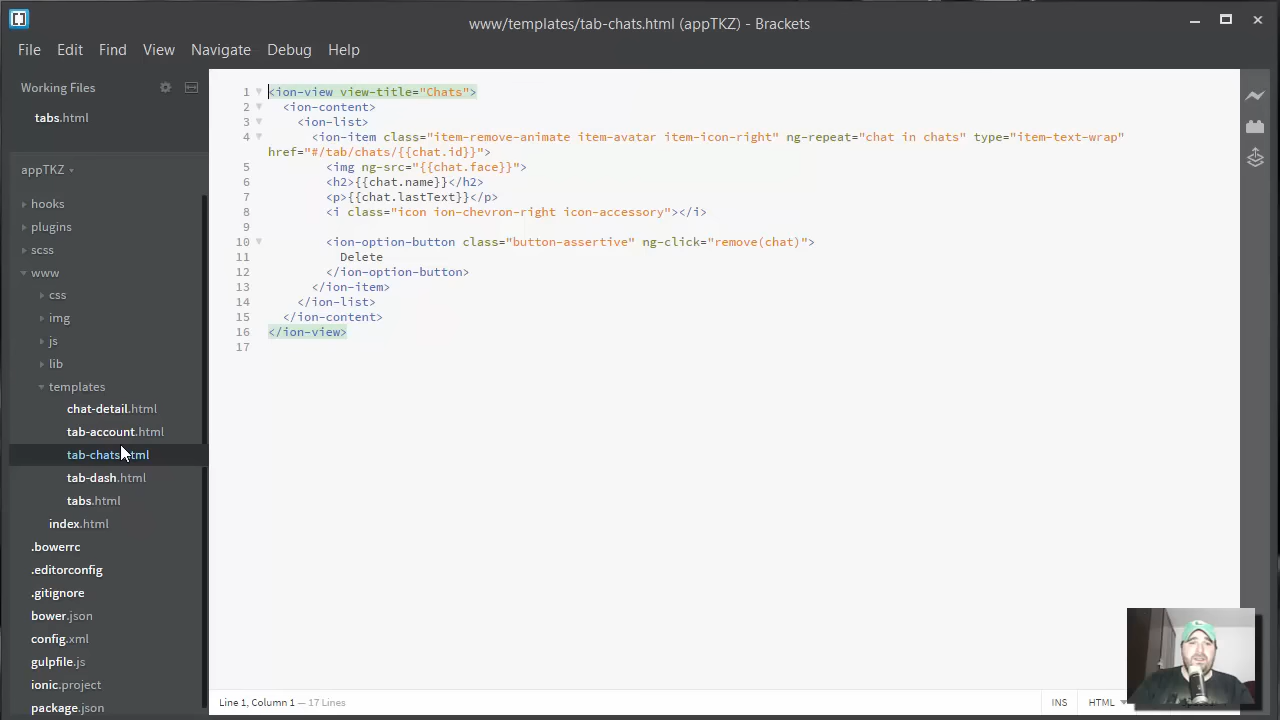 www/templates/tab-chats.html (appTKZ) - Brackets
File Edit Find View Navigate Debug Help
Working Files
tabs.html
appTKZ
hooks
plugins
scss
www
css
img
js
lib
templates
chat-detail.html
tab-account.html
tab-chats.html
tab-dash.html
tabs.html
index.html
.bowerrc
.editorconfig
.gitignore
bower.json
config.xml
gulpfile.js
ionic.project
package.json
1 <ion-view view-title="Chats">
2 <ion-content>
3 <ion-list>
4 <ion-item class="item-remove-animate item-avatar item-icon-right" ng-repeat="chat in chats" type="item-text-wrap"
href="#/tab/chats/{{chat.id}}">
5 <img ng-src="{{chat.face}}">
6 <h2>{{chat.name}}</h2>
7 <p>{{chat.lastText}}</p>
8 <i class="icon ion-chevron-right icon-accessory"></i>
9
10 <ion-option-button class="button-assertive" ng-click="remove(chat)">
11 Delete
12 </ion-option-button>
13 </ion-item>
14 </ion-list>
15 </ion-content>
16 </ion-view>
17
Line 1, Column 1 — 17 Lines
INS HTML